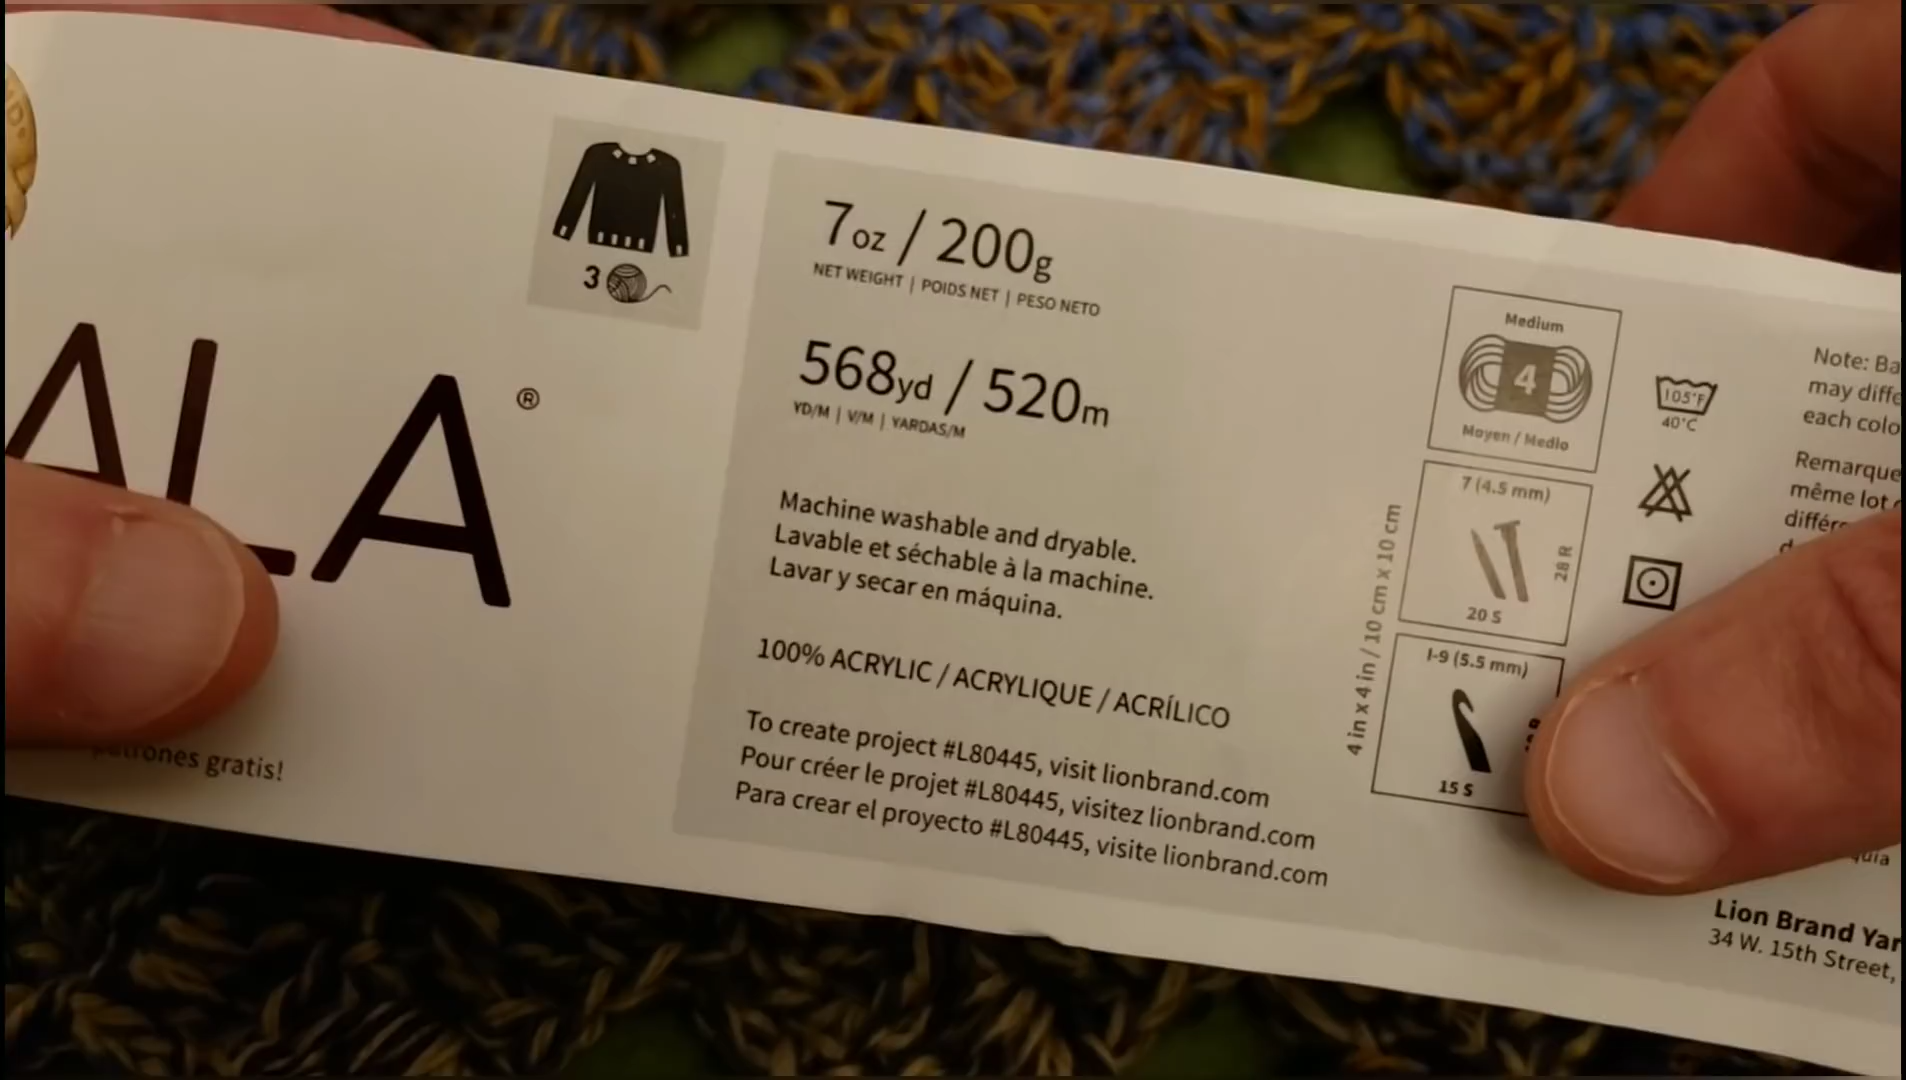 ALA®
patrones gratis!
3
7oz / 200g
NET WEIGHT | POIDS NET | PESO NETO
568yd / 520m
YD/M | V/M | YARDAS/M
Machine washable and dryable.
Lavable et séchable à la machine.
Lavar y secar en máquina.
100% ACRYLIC / ACRYLIQUE / ACRÍLICO
To create project #L80445, visit lionbrand.com
Pour créer le projet #L80445, visitez lionbrand.com
Para crear el proyecto #L80445, visite lionbrand.com
4 in x 4 in / 10 cm x 10 cm
Medium
4
Moyen / Medio
7 (4.5 mm)
28 R
20 S
I-9 (5.5 mm)
15 S
105°F
40°C
Note: Ba
may diffe
each colo
Remarque
même lot
différ
Lion Brand Yar
34 W. 15th Street,